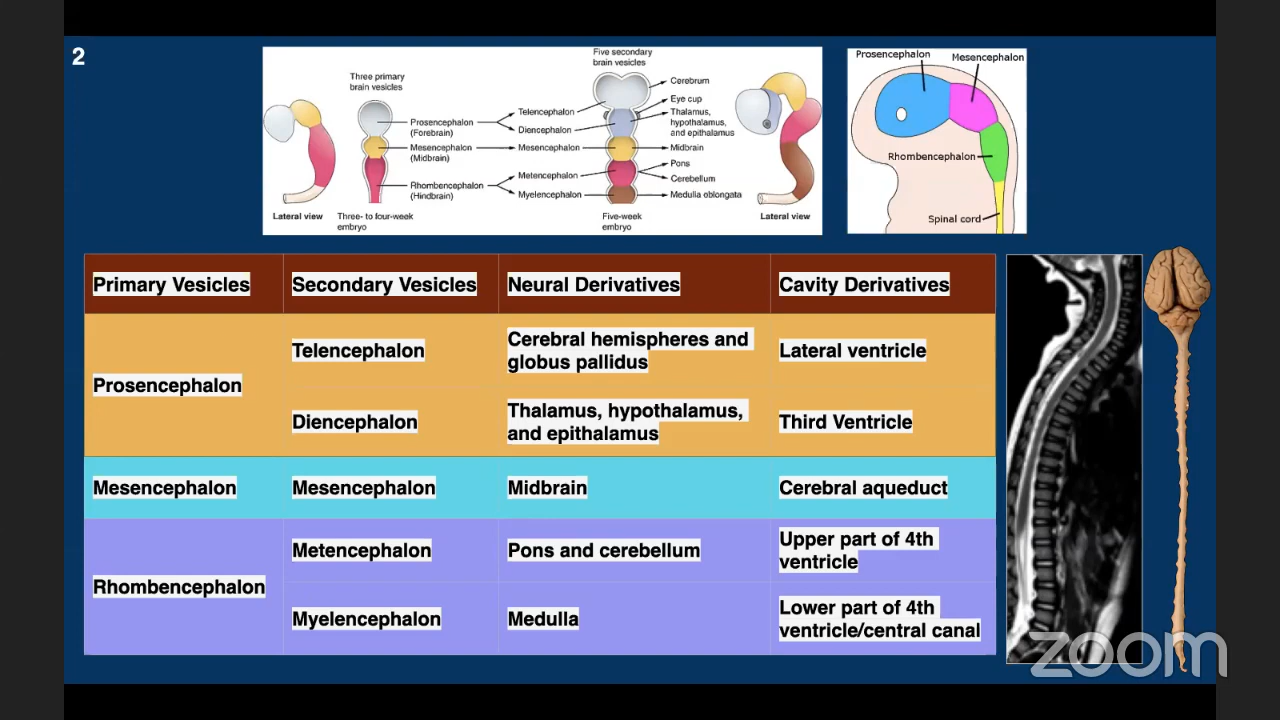 2
Three primary
brain vesicles
Prosencephalon
(Forebrain)
Mesencephalon
(Midbrain)
Rhombencephalon
(Hindbrain)
Lateral view
Three- to four-week
embryo
Five secondary
brain vesicles
Telencephalon
Diencephalon
Mesencephalon
Metencephalon
Myelencephalon
Cerebrum
Eye cup
Thalamus,
hypothalamus,
and epithalamus
Midbrain
Pons
Cerebellum
Medulla oblongata
Five-week
embryo
Lateral view
Prosencephalon
Mesencephalon
Rhombencephalon
Spinal cord
Primary Vesicles
Secondary Vesicles
Neural Derivatives
Cavity Derivatives
Prosencephalon
Telencephalon
Cerebral hemispheres and
globus pallidus
Lateral ventricle
Diencephalon
Thalamus, hypothalamus,
and epithalamus
Third Ventricle
Mesencephalon
Mesencephalon
Midbrain
Cerebral aqueduct
Rhombencephalon
Metencephalon
Pons and cerebellum
Upper part of 4th
ventricle
Myelencephalon
Medulla
Lower part of 4th
ventricle/central canal
zoom